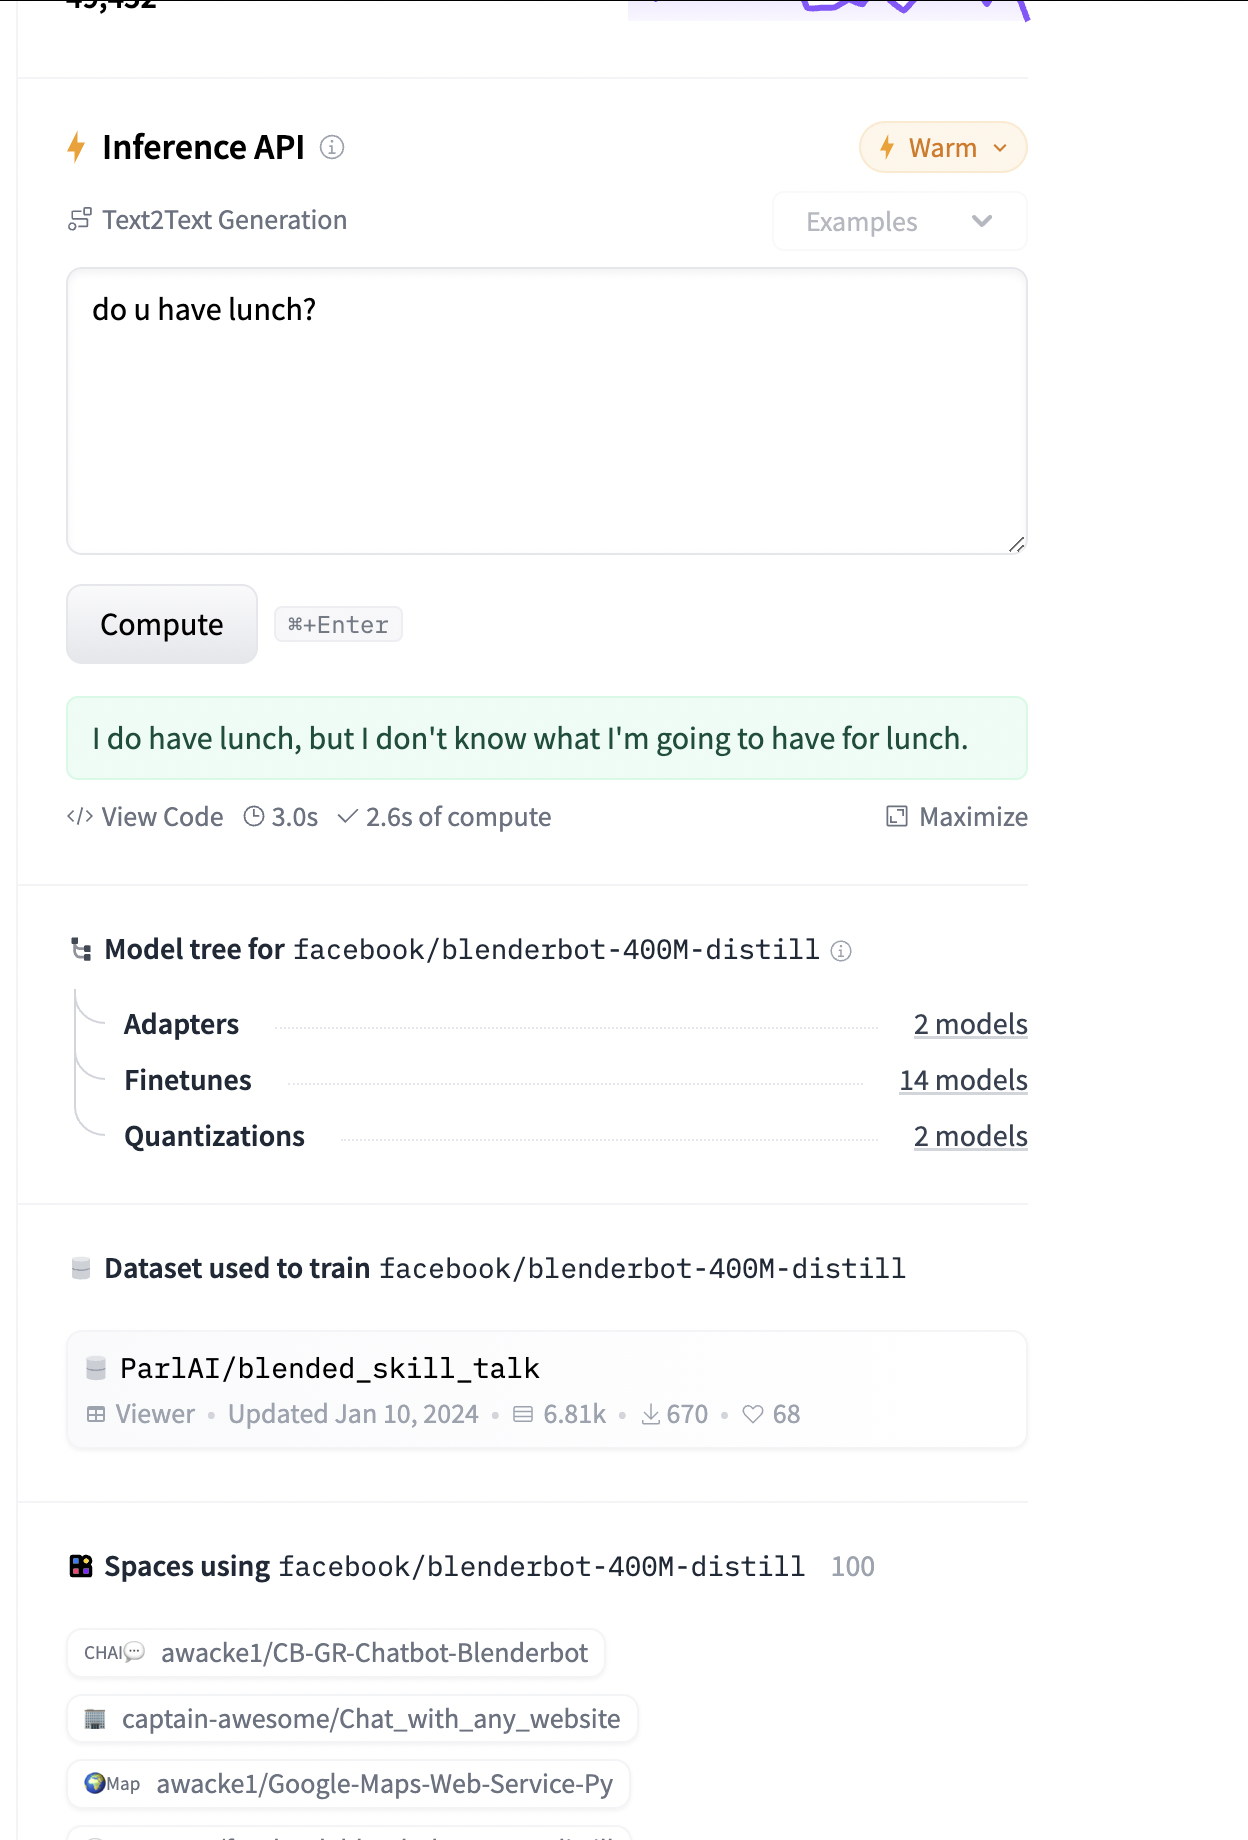 Inference API
Warm
Text2Text Generation
Examples
do u have lunch?
Compute
⌘+Enter
I do have lunch, but I don't know what I'm going to have for lunch.
</> View Code 3.0s 2.6s of compute
Maximize
Model tree for facebook/blenderbot-400M-distill
Adapters 2 models
Finetunes 14 models
Quantizations 2 models
Dataset used to train facebook/blenderbot-400M-distill
ParlAI/blended_skill_talk
Viewer • Updated Jan 10, 2024 • 6.81k • 670 • 68
Spaces using facebook/blenderbot-400M-distill 100
CHAI awacke1/CB-GR-Chatbot-Blenderbot
captain-awesome/Chat_with_any_website
Map awacke1/Google-Maps-Web-Service-Py